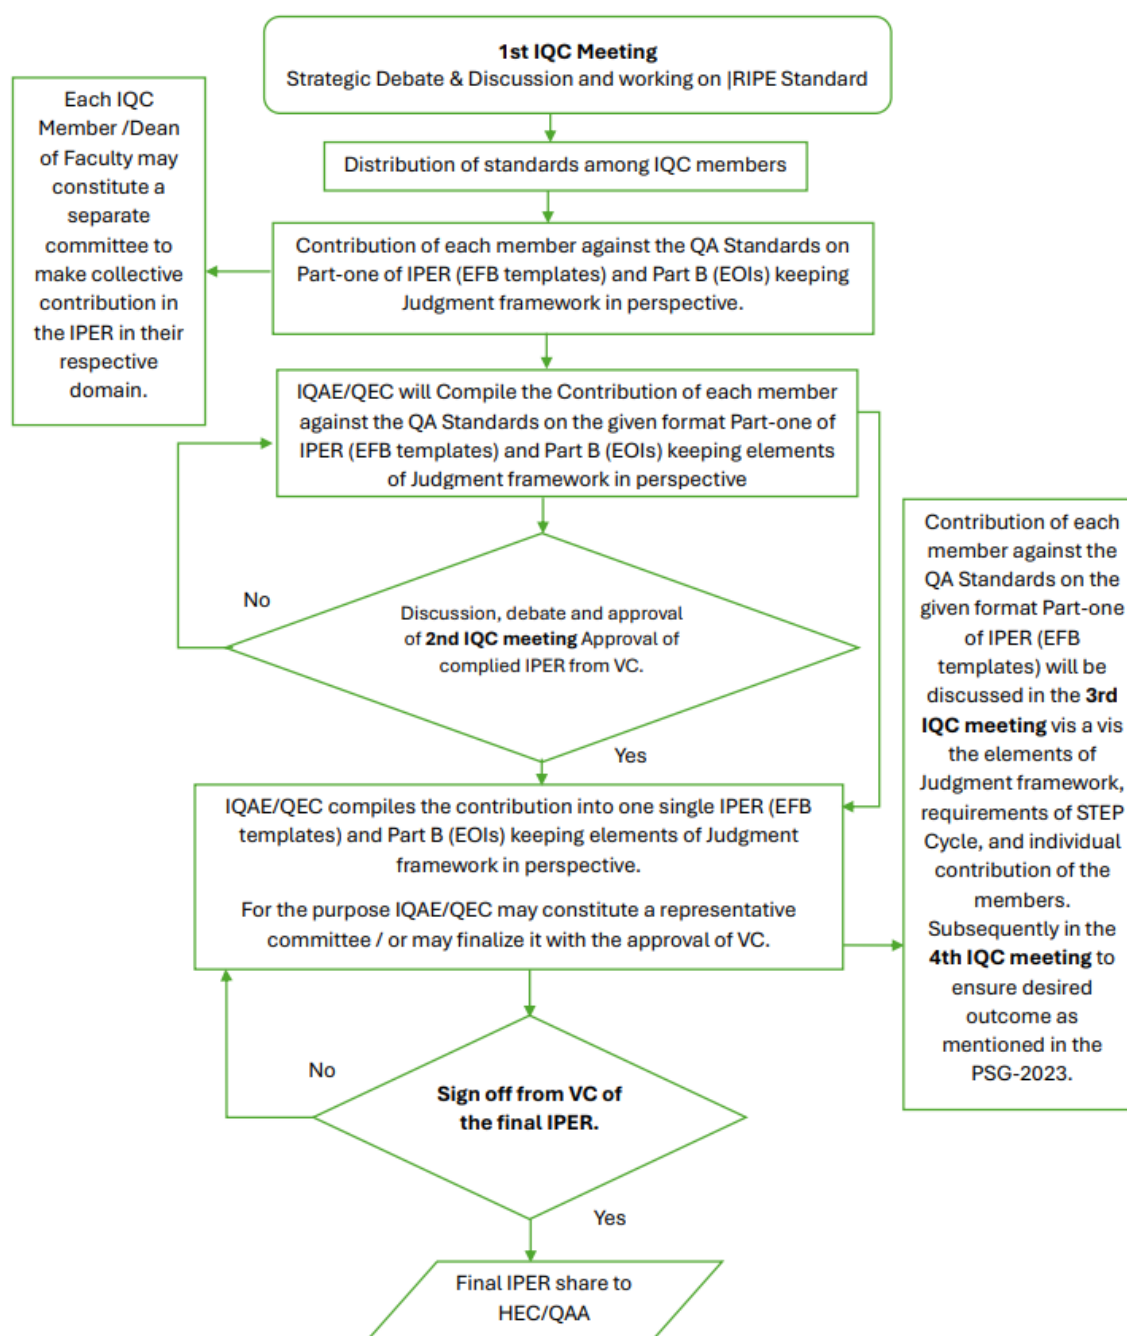 1st IQC Meeting
Strategic Debate & Discussion and working on |RIPE Standard
Each IQC
Member /Dean
of Faculty may
constitute a
separate
committee to
make collective
contribution in
the IPER in their
respective
domain.
Distribution of standards among IQC members
Contribution of each member against the QA Standards on
Part-one of IPER (EFB templates) and Part B (EOIs) keeping
Judgment framework in perspective.
IQAE/QEC will Compile the Contribution of each member
against the QA Standards on the given format Part-one of
IPER (EFB templates) and Part B (EOIs) keeping elements
of Judgment framework in perspective
No
Discussion, debate and approval
of 2nd IQC meeting Approval of
complied IPER from VC.
Yes
IQAE/QEC compiles the contribution into one single IPER (EFB
templates) and Part B (EOIs) keeping elements of Judgment
framework in perspective.
For the purpose IQAE/QEC may constitute a representative
committee / or may finalize it with the approval of VC.
Contribution of each
member against the
QA Standards on the
given format Part-one
of IPER (EFB
templates) will be
discussed in the 3rd
IQC meeting vis a vis
the elements of
Judgment framework,
requirements of STEP
Cycle, and individual
contribution of the
members.
Subsequently in the
4th IQC meeting to
ensure desired
outcome as
mentioned in the
PSG-2023.
No
Sign off from VC of
the final IPER.
Yes
Final IPER share to
HEC/QAA